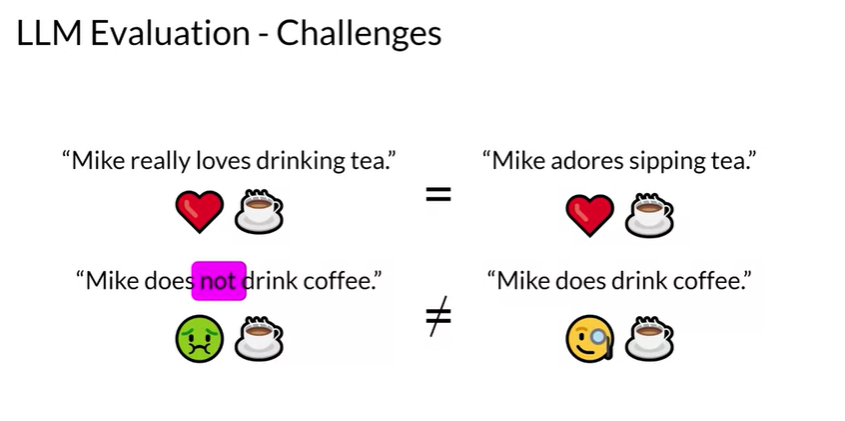 LLM Evaluation - Challenges
“Mike really loves drinking tea.” = “Mike adores sipping tea.”
“Mike does not drink coffee.” ≠ “Mike does drink coffee.”